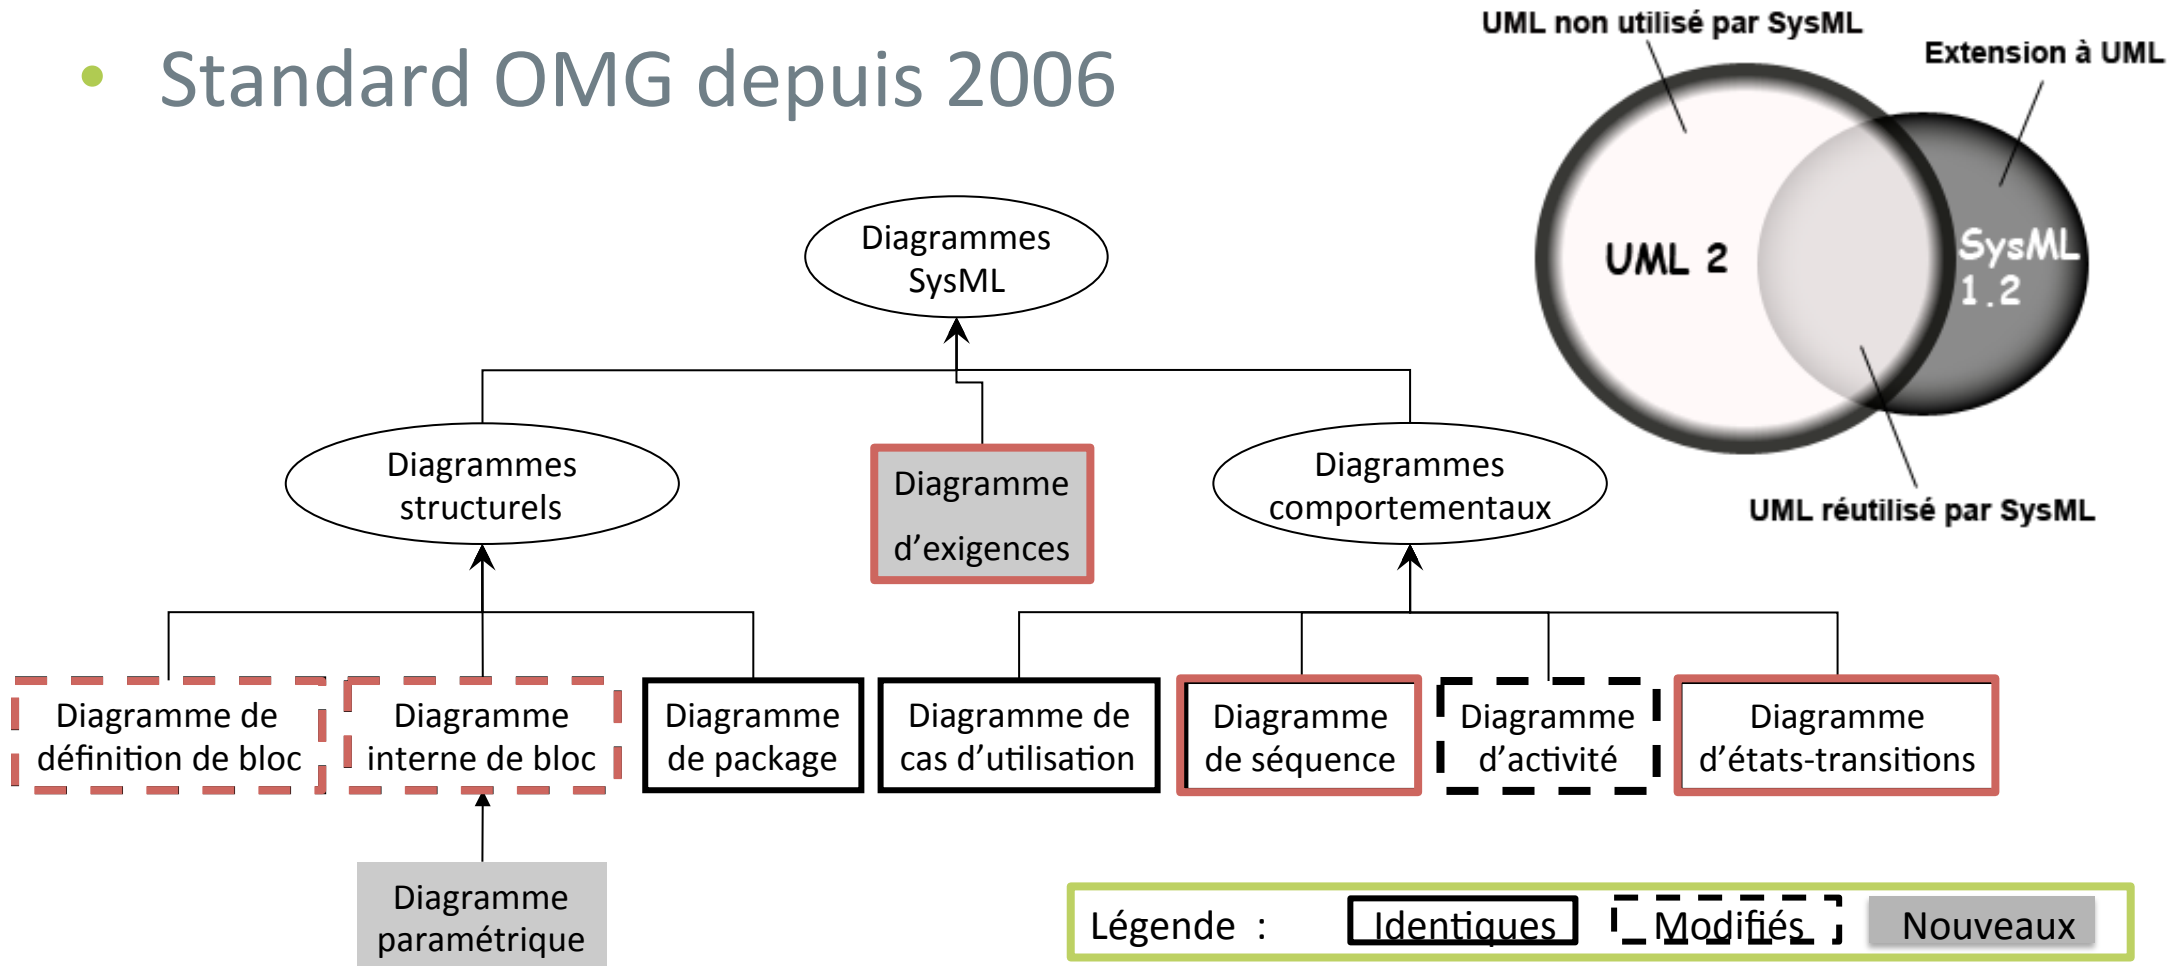 • Standard OMG depuis 2006
UML non utilisé par SysML
Extension à UML
UML 2
SysML
1.2
UML réutilisé par SysML
Diagrammes
SysML
Diagrammes
structurels
Diagramme
d’exigences
Diagrammes
comportementaux
Diagramme de
définition de bloc
Diagramme
interne de bloc
Diagramme
de package
Diagramme de
cas d’utilisation
Diagramme
de séquence
Diagramme
d’activité
Diagramme
d’états-transitions
Diagramme
paramétrique
Légende : Identiques Modifiés Nouveaux